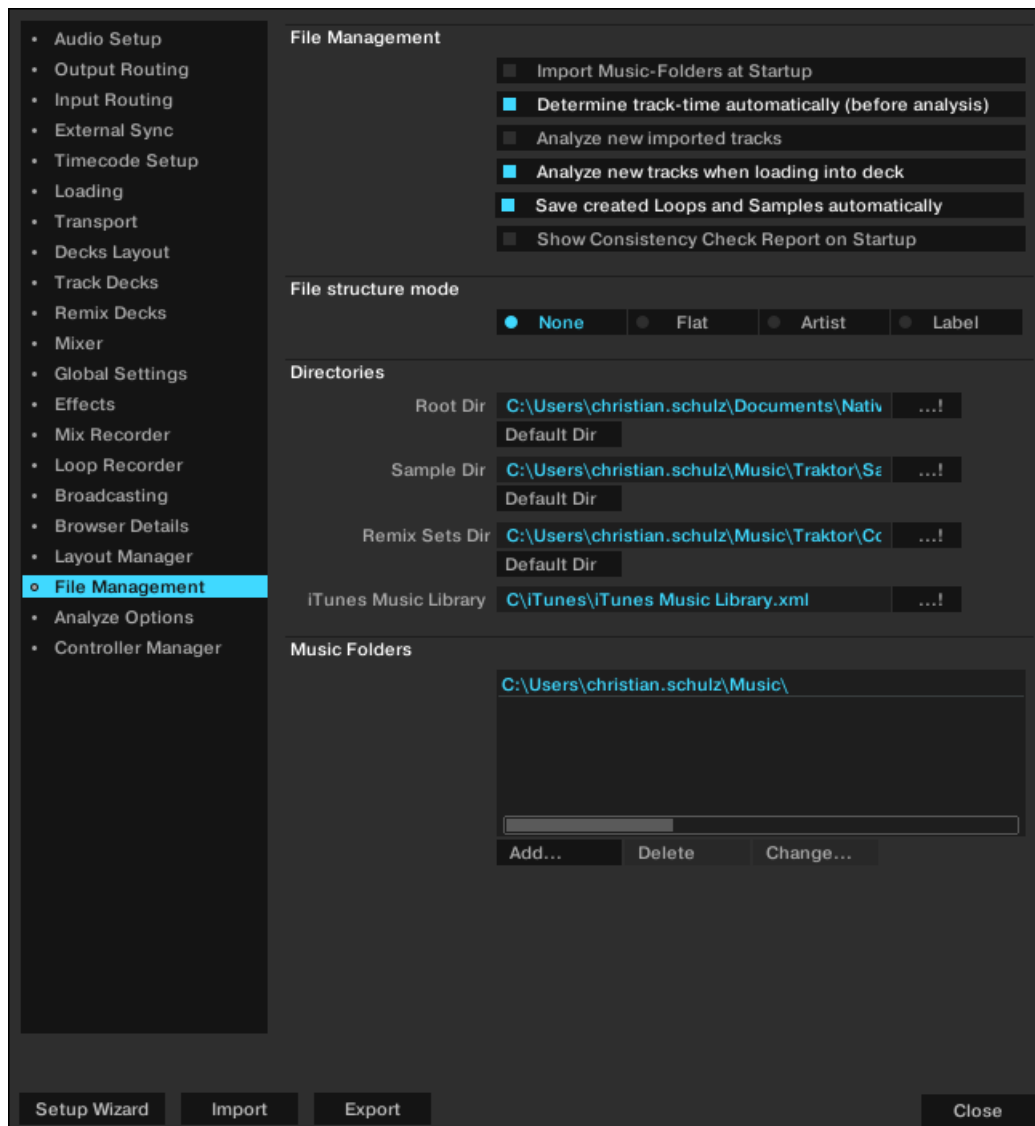 Audio Setup
Output Routing
Input Routing
External Sync
Timecode Setup
Loading
Transport
Decks Layout
Track Decks
Remix Decks
Mixer
Global Settings
Effects
Mix Recorder
Loop Recorder
Broadcasting
Browser Details
Layout Manager
File Management
Analyze Options
Controller Manager
File Management
Import Music-Folders at Startup
Determine track-time automatically (before analysis)
Analyze new imported tracks
Analyze new tracks when loading into deck
Save created Loops and Samples automatically
Show Consistency Check Report on Startup
File structure mode
None Flat Artist Label
Directories
Root Dir C:\Users\christian.schulz\Documents\Nativ ...!
Default Dir
Sample Dir C:\Users\christian.schulz\Music\Traktor\Sa ...!
Default Dir
Remix Sets Dir C:\Users\christian.schulz\Music\Traktor\Cc ...!
Default Dir
iTunes Music Library C\iTunes\iTunes Music Library.xml ...!
Music Folders
C:\Users\christian.schulz\Music\
Add... Delete Change...
Setup Wizard Import Export Close